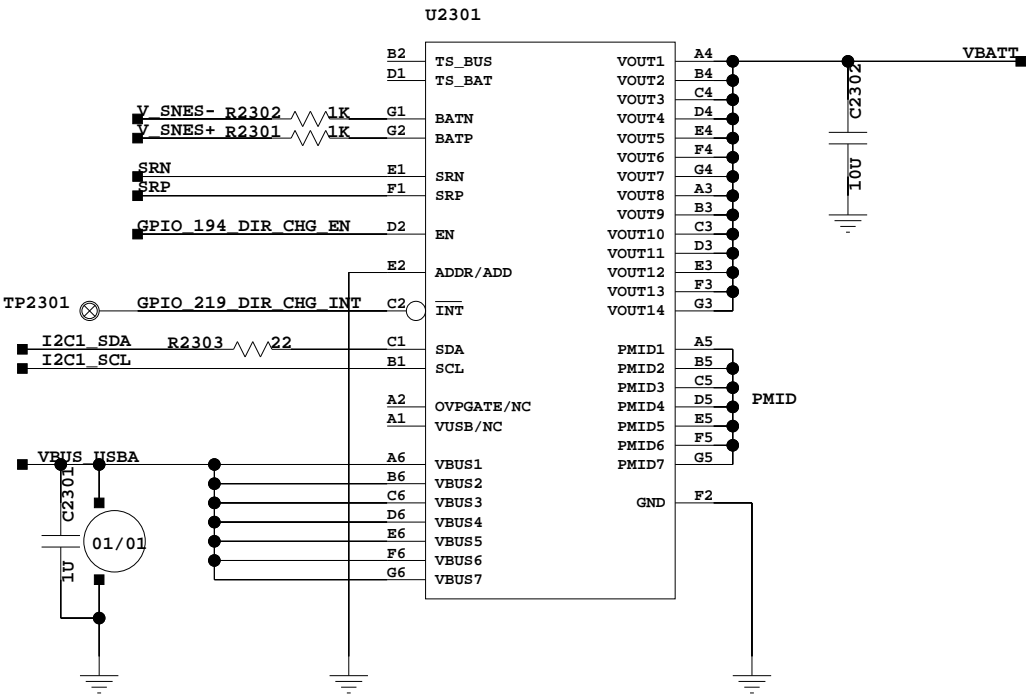 U2301
B2 TS_BUS VOUT1 A4 VBATT
D1 TS_BAT VOUT2 B4
VOUT3 C4
V_SNES- R2302 1K G1 BATN VOUT4 D4
V_SNES+ R2301 1K G2 BATP VOUT5 E4
VOUT6 F4
SRN E1 SRN VOUT7 G4
SRP F1 SRP VOUT8 A3
VOUT9 B3
GPIO_194_DIR_CHG_EN D2 EN VOUT10 C3
VOUT11 D3
E2 ADDR/ADD VOUT12 E3
VOUT13 F3
TP2301 GPIO_219_DIR_CHG_INT C2 INT VOUT14 G3
C2302
10U
I2C1_SDA R2303 22 C1 SDA PMID1 A5
I2C1_SCL B1 SCL PMID2 B5
PMID3 C5
A2 OVPGATE/NC PMID4 D5 PMID
A1 VUSB/NC PMID5 E5
PMID6 F5
VBUS_USBA A6 VBUS1 PMID7 G5
B6 VBUS2
C6 VBUS3 GND F2
D6 VBUS4
E6 VBUS5
F6 VBUS6
G6 VBUS7
C2301
1U
01/01